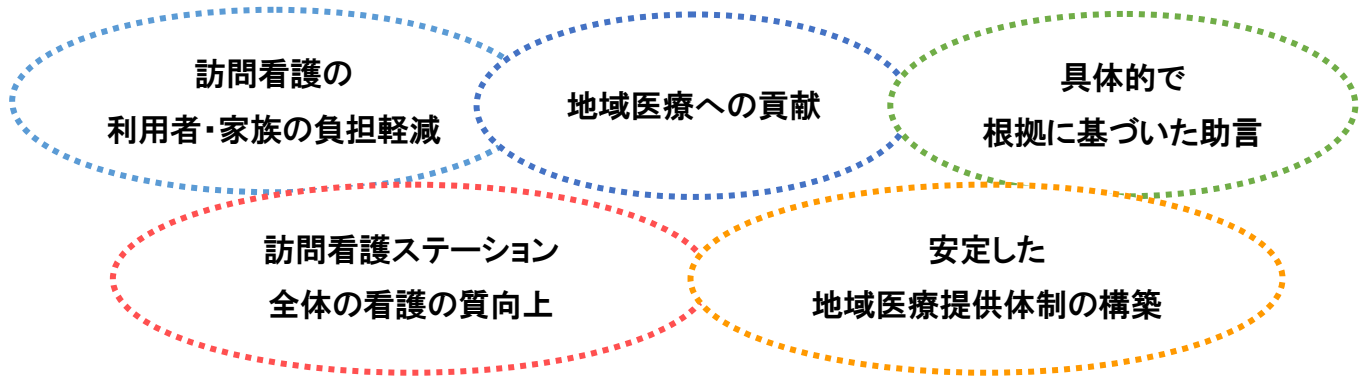 訪問看護の
利用者・家族の負担軽減
地域医療への貢献
具体的で
根拠に基づいた助言
訪問看護ステーション
全体の看護の質向上
安定した
地域医療提供体制の構築